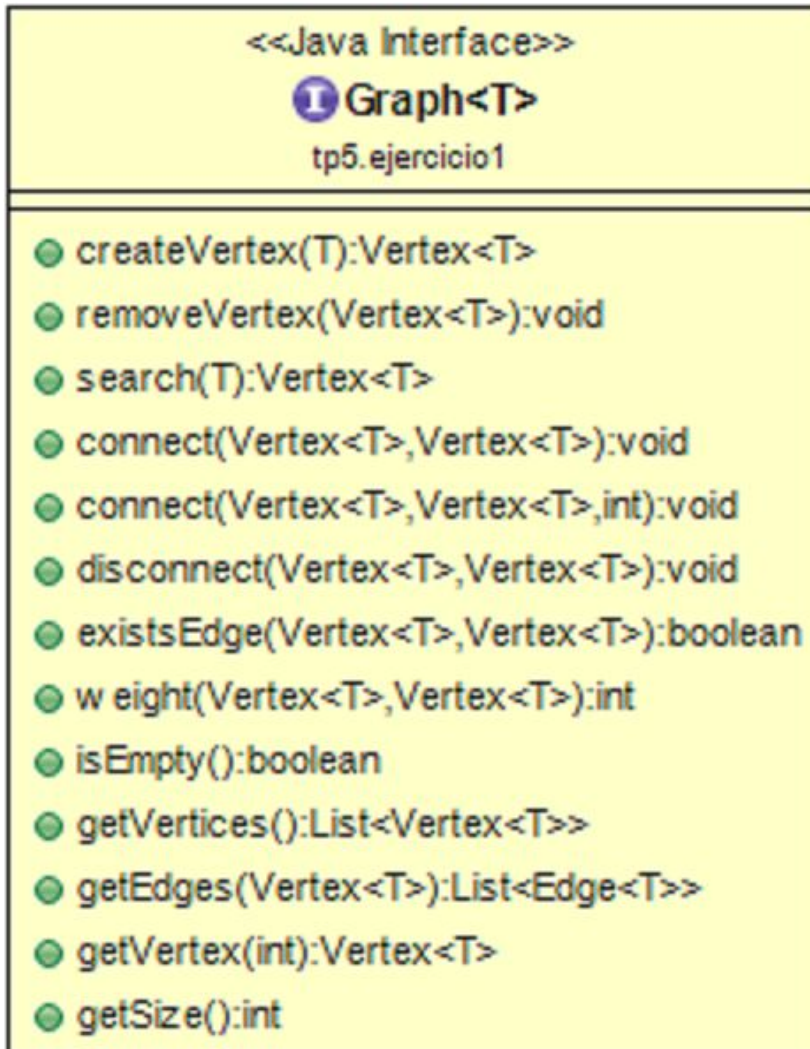 <<Java Interface>>
I Graph<T>
tp5.ejercicio1
createVertex(T):Vertex<T>
removeVertex(Vertex<T>):void
search(T):Vertex<T>
connect(Vertex<T>,Vertex<T>):void
connect(Vertex<T>,Vertex<T>,int):void
disconnect(Vertex<T>,Vertex<T>):void
existsEdge(Vertex<T>,Vertex<T>):boolean
w eight(Vertex<T>,Vertex<T>):int
isEmpty():boolean
getVertices():List<Vertex<T>>
getEdges(Vertex<T>):List<Edge<T>>
getVertex(int):Vertex<T>
getSize():int